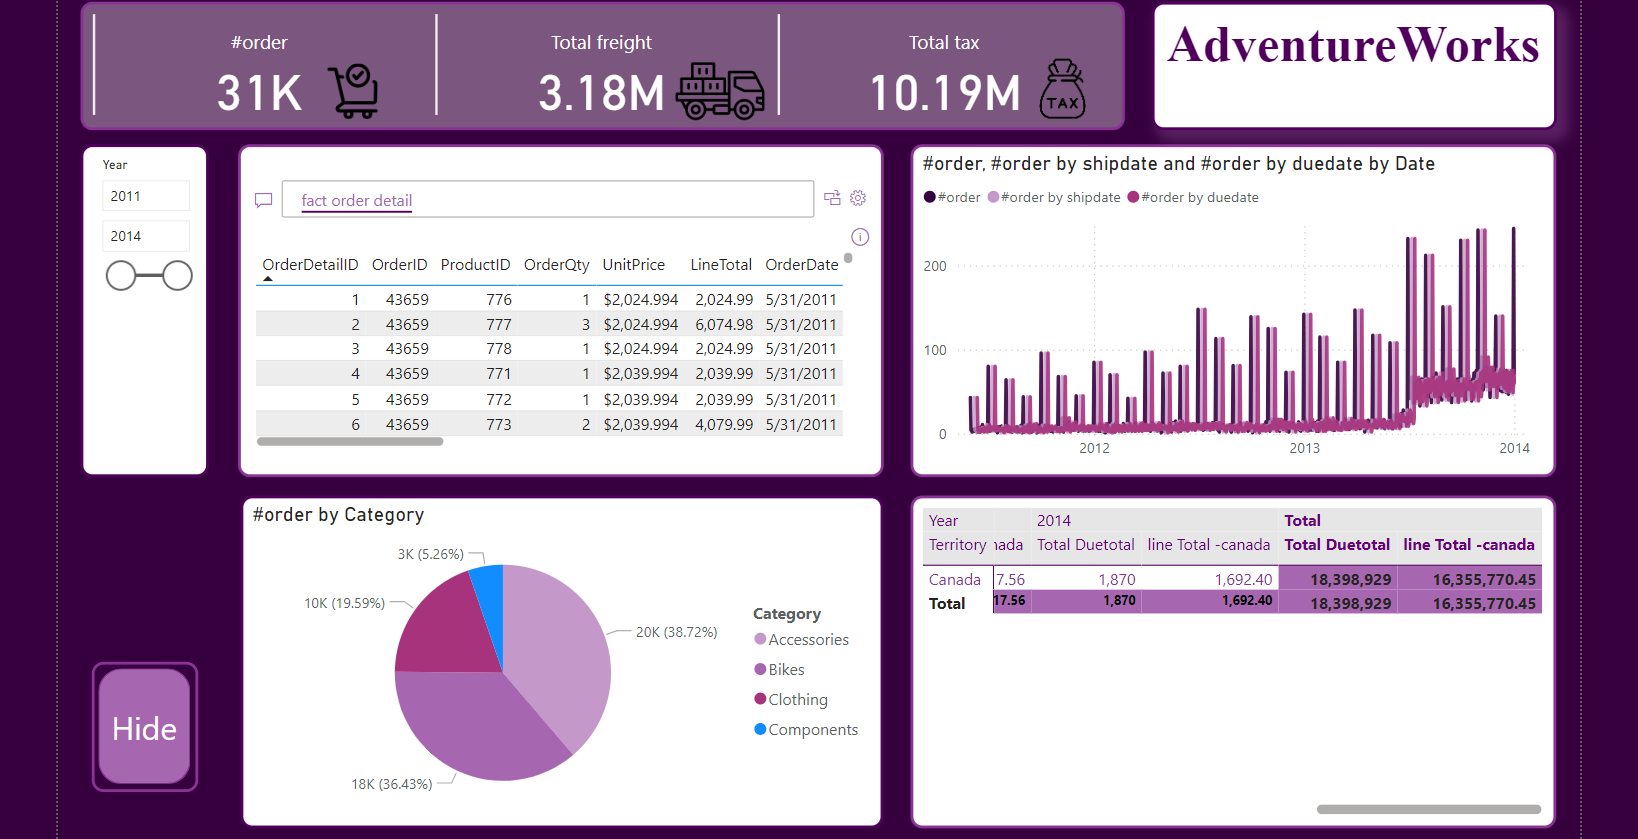 #order
31K
Total freight
3.18M
Total tax
10.19M
TAX
AdventureWorks
Year
2011
2014
fact order detail
OrderDetailID OrderID ProductID OrderQty UnitPrice LineTotal OrderDate
1 43659 776 1 $2,024.994 2,024.99 5/31/2011
2 43659 777 3 $2,024.994 6,074.98 5/31/2011
3 43659 778 1 $2,024.994 2,024.99 5/31/2011
4 43659 771 1 $2,039.994 2,039.99 5/31/2011
5 43659 772 1 $2,039.994 2,039.99 5/31/2011
6 43659 773 2 $2,039.994 4,079.99 5/31/2011
#order, #order by shipdate and #order by duedate by Date
#order #order by shipdate #order by duedate
200
100
0
2012 2013 2014
#order by Category
3K (5.26%)
10K (19.59%)
20K (38.72%)
18K (36.43%)
Category
Accessories
Bikes
Clothing
Components
Year 2014 Total
Territory nada Total Duetotal line Total -canada Total Duetotal line Total -canada
Canada 7.56 1,870 1,692.40 18,398,929 16,355,770.45
Total 17.56 1,870 1,692.40 18,398,929 16,355,770.45
Hide